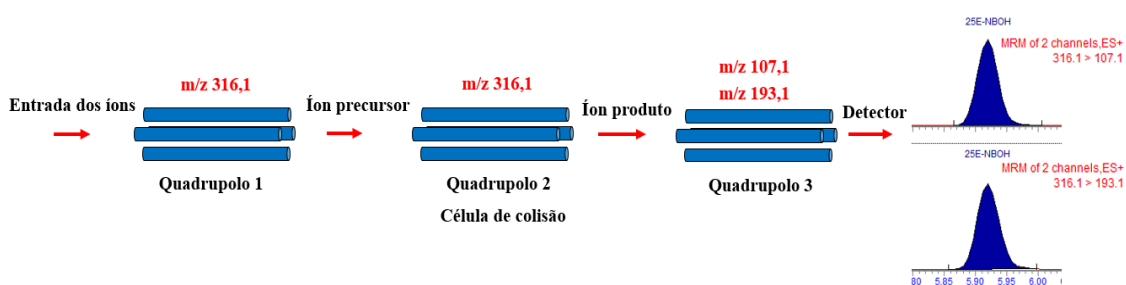 Entrada dos íons
m/z 316,1
Quadrupolo 1
Íon precursor
m/z 316,1
Quadrupolo 2
Célula de colisão
Íon produto
m/z 107,1
m/z 193,1
Quadrupolo 3
Detector
25E-NBOH
MRM of 2 channels,ES+
316.1 > 107.1
25E-NBOH
MRM of 2 channels,ES+
316.1 > 193.1
80 5.85 5.90 5.95 6.00